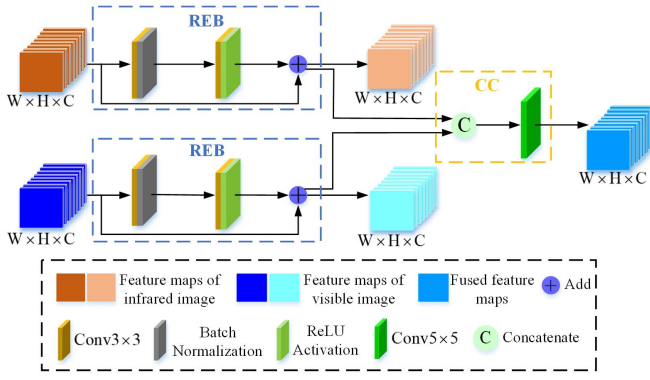 REB
W×H×C
W×H×C
CC
C
REB
W×H×C
W×H×C
W×H×C
Feature maps of
infrared image
Feature maps of
visible image
Fused feature
maps
Add
Conv3×3
Batch
Normalization
ReLU
Activation
Conv5×5
C
Concatenate